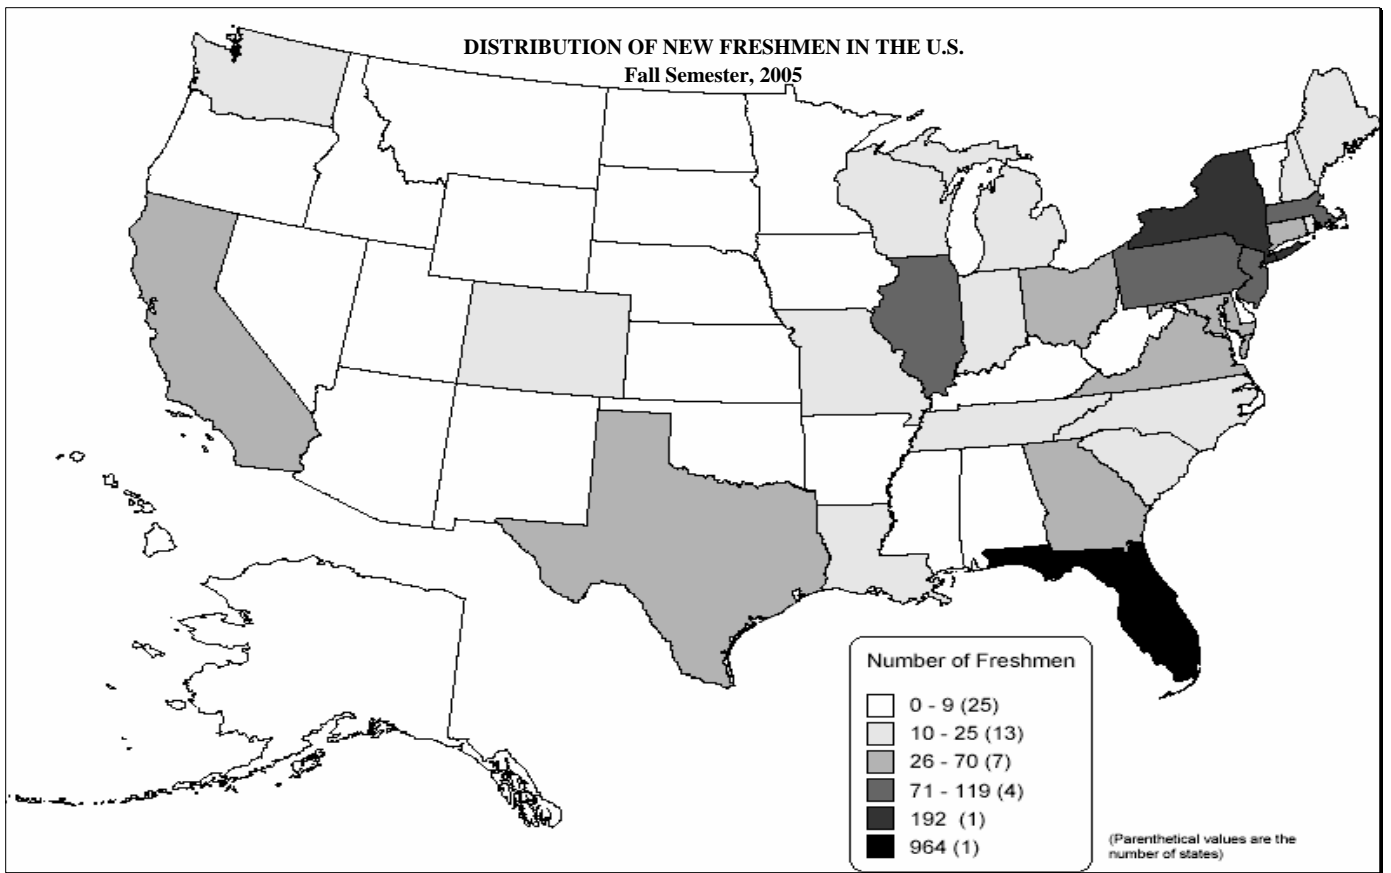 DISTRIBUTION OF NEW FRESHMEN IN THE U.S.
Fall Semester, 2005
Number of Freshmen
0 - 9 (25)
10 - 25 (13)
26 - 70 (7)
71 - 119 (4)
192 (1)
964 (1)
(Parenthetical values are the
number of states)